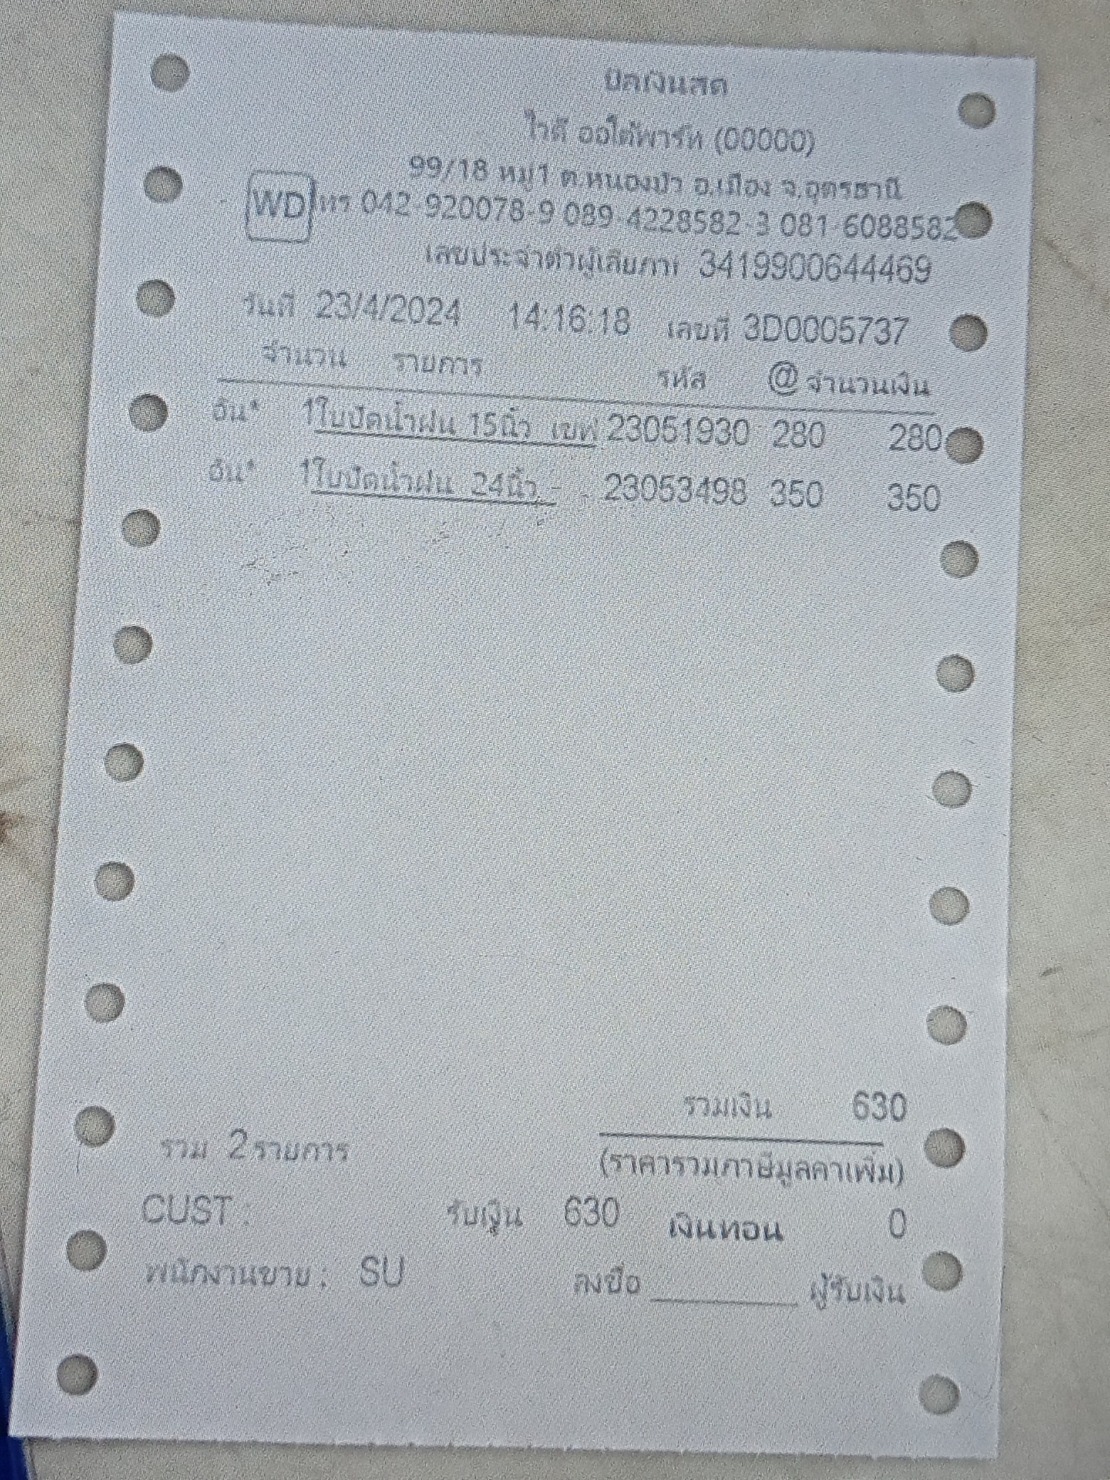 บิลเงินสด
ไวดี ออโต้พาร์ท (00000)
99/18 หมู่1 ต.หนองบัว อ.เมือง จ.อุดรธานี
WD โทร 042-920078-9 089-4228582-3 081-6088582
เลขประจำตัวผู้เสียภาษี 3419900644469
วันที่ 23/4/2024 14:16:18 เลขที่ 3D0005737
จำนวน รายการ รหัส @ จำนวนเงิน
อัน* 1 ใบปัดน้ำฝน 15นิ้ว 23051930 280 280
อัน* 1 ใบปัดน้ำฝน 24นิ้ว - 23053498 350 350
รวมเงิน 630
รวม 2 รายการ (ราคารวมภาษีมูลค่าเพิ่ม)
CUST : รับเงิน 630 เงินทอน 0
พนักงานขาย : SU ลงชื่อ ผู้รับเงิน